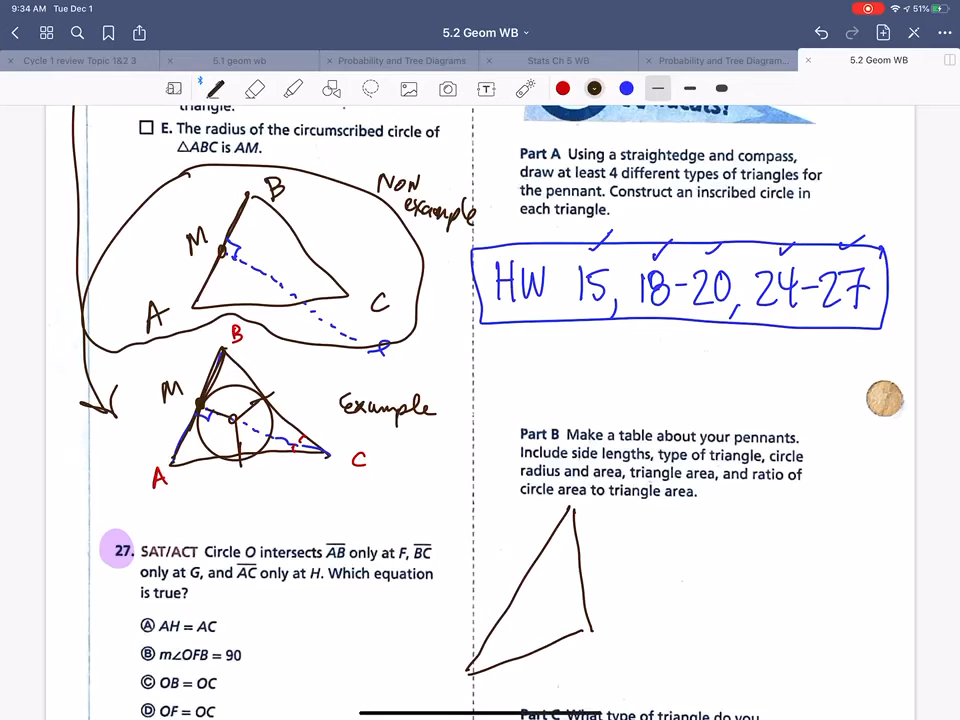 9:34 AM Tue Dec 1
51%
5.2 Geom WB
Cycle 1 review Topic 1&2 3
5.1 geom wb
Probability and Tree Diagrams
Stats Ch 5 WB
Probability and Tree Diagram...
5.2 Geom WB
triangle.
E. The radius of the circumscribed circle of
△ABC is AM.
Non
example
B
M
A
C
B
M
Example
A
C
27. SAT/ACT Circle O intersects AB only at F, BC
only at G, and AC only at H. Which equation
is true?
Ⓐ AH = AC
Ⓑ m∠OFB = 90
Ⓒ OB = OC
Ⓓ OF = OC
Part A Using a straightedge and compass,
draw at least 4 different types of triangles for
the pennant. Construct an inscribed circle in
each triangle.
HW 15, 18-20, 24-27
Part B Make a table about your pennants.
Include side lengths, type of triangle, circle
radius and area, triangle area, and ratio of
circle area to triangle area.
Part C What type of triangle do you